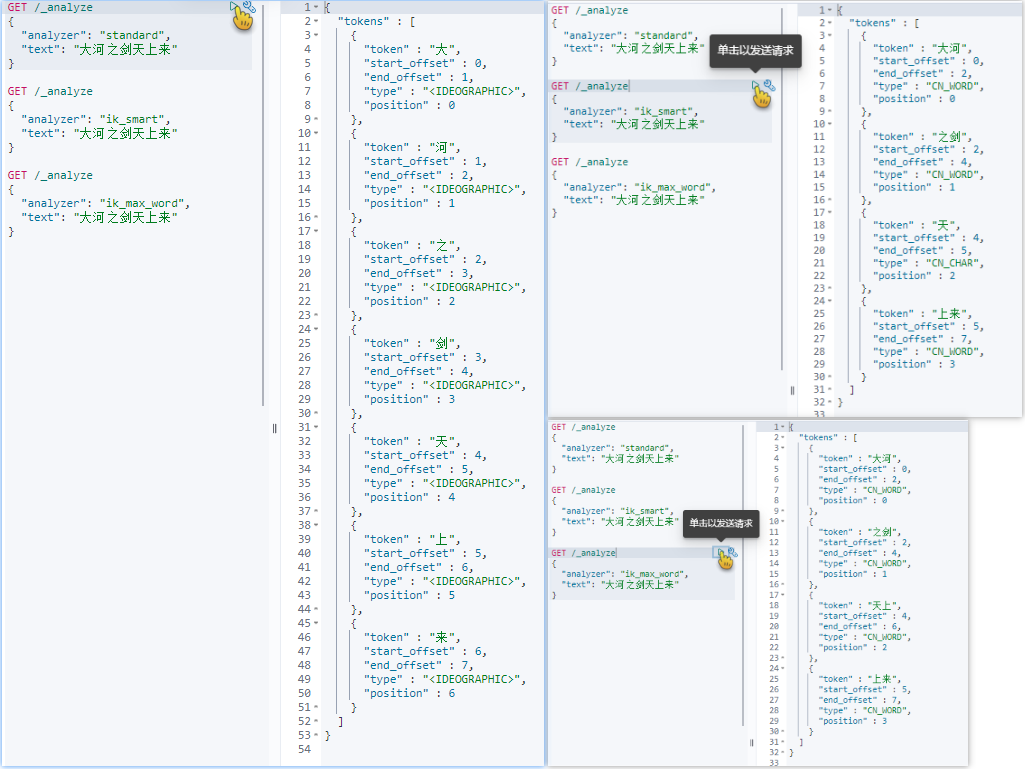 GET /_analyze
{
  "analyzer": "standard",
  "text": "大河之剑天上来"
}
GET /_analyze
{
  "analyzer": "ik_smart",
  "text": "大河之剑天上来"
}
GET /_analyze
{
  "analyzer": "ik_max_word",
  "text": "大河之剑天上来"
}
1 {
2 "tokens" : [
3 {
4 "token" : "大",
5 "start_offset" : 0,
6 "end_offset" : 1,
7 "type" : "<IDEOGRAPHIC>",
8 "position" : 0
9 },
10 {
11 "token" : "河",
12 "start_offset" : 1,
13 "end_offset" : 2,
14 "type" : "<IDEOGRAPHIC>",
15 "position" : 1
16 },
17 {
18 "token" : "之",
19 "start_offset" : 2,
20 "end_offset" : 3,
21 "type" : "<IDEOGRAPHIC>",
22 "position" : 2
23 },
24 {
25 "token" : "剑",
26 "start_offset" : 3,
27 "end_offset" : 4,
28 "type" : "<IDEOGRAPHIC>",
29 "position" : 3
30 },
31 {
32 "token" : "天",
33 "start_offset" : 4,
34 "end_offset" : 5,
35 "type" : "<IDEOGRAPHIC>",
36 "position" : 4
37 },
38 {
39 "token" : "上",
40 "start_offset" : 5,
41 "end_offset" : 6,
42 "type" : "<IDEOGRAPHIC>",
43 "position" : 5
44 },
45 {
46 "token" : "来",
47 "start_offset" : 6,
48 "end_offset" : 7,
49 "type" : "<IDEOGRAPHIC>",
50 "position" : 6
51 }
52 ]
53 }
54
GET /_analyze
{
  "analyzer": "standard",
  "text": "大河之剑天上来"
}
单击以发送请求
GET /_analyze
{
  "analyzer": "ik_smart",
  "text": "大河之剑天上来"
}
GET /_analyze
{
  "analyzer": "ik_max_word",
  "text": "大河之剑天上来"
}
1 {
2 "tokens" : [
3 {
4 "token" : "大河",
5 "start_offset" : 0,
6 "end_offset" : 2,
7 "type" : "CN_WORD",
8 "position" : 0
9 },
10 {
11 "token" : "之剑",
12 "start_offset" : 2,
13 "end_offset" : 4,
14 "type" : "CN_WORD",
15 "position" : 1
16 },
17 {
18 "token" : "天",
19 "start_offset" : 4,
20 "end_offset" : 5,
21 "type" : "CN_CHAR",
22 "position" : 2
23 },
24 {
25 "token" : "上来",
26 "start_offset" : 5,
27 "end_offset" : 7,
28 "type" : "CN_WORD",
29 "position" : 3
30 }
31 ]
32 }
33
GET /_analyze
{
  "analyzer": "standard",
  "text": "大河之剑天上来"
}
GET /_analyze
{
  "analyzer": "ik_smart",
  "text": "大河之剑天上来"
}
单击以发送请求
GET /_analyze
{
  "analyzer": "ik_max_word",
  "text": "大河之剑天上来"
}
1 {
2 "tokens" : [
3 {
4 "token" : "大河",
5 "start_offset" : 0,
6 "end_offset" : 2,
7 "type" : "CN_WORD",
8 "position" : 0
9 },
10 {
11 "token" : "之剑",
12 "start_offset" : 2,
13 "end_offset" : 4,
14 "type" : "CN_WORD",
15 "position" : 1
16 },
17 {
18 "token" : "天上",
19 "start_offset" : 4,
20 "end_offset" : 6,
21 "type" : "CN_WORD",
22 "position" : 2
23 },
24 {
25 "token" : "上来",
26 "start_offset" : 5,
27 "end_offset" : 7,
28 "type" : "CN_WORD",
29 "position" : 3
30 }
31 ]
32 }
33